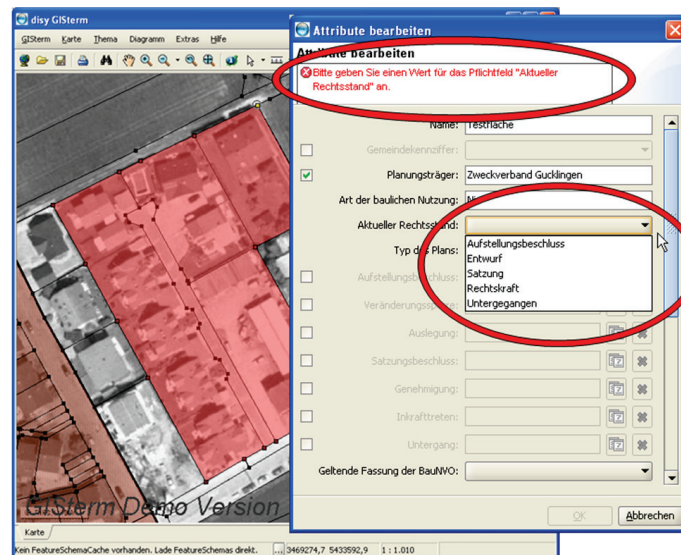 disy GISterm
GISterm Karte Thema Diagramm Extras Hilfe
GISterm Demo Version
Karte
Kein FeatureSchemaCache vorhanden. Lade FeatureSchemas direkt. ... 3469274,7 5433592,9 1 : 1.010
Attribute bearbeiten
Attribute bearbeiten
Bitte geben Sie einen Wert für das Pflichtfeld "Aktueller
Rechtsstand" an.
Name: Testfläche
Gemeindekennziffer:
Planungsträger: Zweckverband Gucklingen
Art der baulichen Nutzung:
Aktueller Rechtsstand:
Aufstellungsbeschluss
Entwurf
Satzung
Rechtskraft
Untergegangen
Typ des Plans:
Aufstellungsbeschluss:
Veränderungssperre:
Auslegung:
Satzungsbeschluss:
Genehmigung:
Inkrafttreten:
Untergang:
Geltende Fassung der BauNVO:
OK Abbrechen